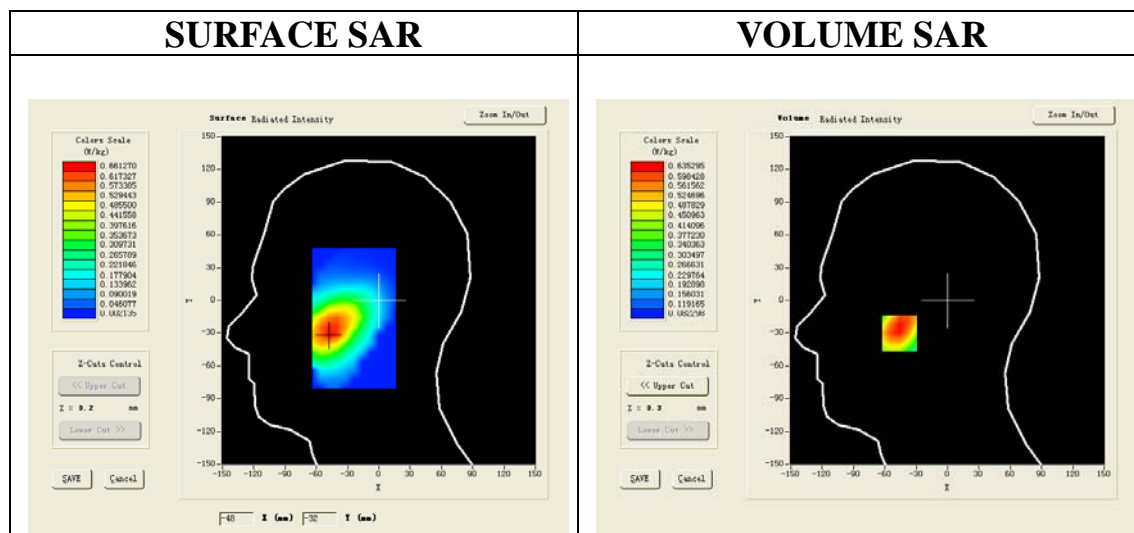 SURFACE SAR
VOLUME SAR
Surface Radiated Intensity
Zoom In/Out
Colors Scale
(W/kg)
0.661270
0.617327
0.573385
0.529443
0.485500
0.441558
0.397616
0.353673
0.309731
0.265789
0.221846
0.177904
0.133962
0.090019
0.046077
0.002135
Z-Cuts Control
<< Upper Cut
Z = 9.2 mm
Lower Cut >>
SAVE
Cancel
150
120
90
60
30
0
-30
-60
-90
-120
-150
Y
-150 -120 -90 -60 -30 0 30 60 90 120 150
X
-48 X (mm) -32 Y (mm)
Volume Radiated Intensity
Zoom In/Out
Colors Scale
(W/kg)
0.635295
0.598428
0.561562
0.524696
0.487829
0.450963
0.414096
0.377230
0.340363
0.303497
0.266631
0.229764
0.192898
0.156031
0.119165
0.082298
Z-Cuts Control
<< Upper Cut
Z = 9.3 mm
Lower Cut >>
SAVE
Cancel
150
120
90
60
30
0
-30
-60
-90
-120
-150
Y
-150 -120 -90 -60 -30 0 30 60 90 120 150
X